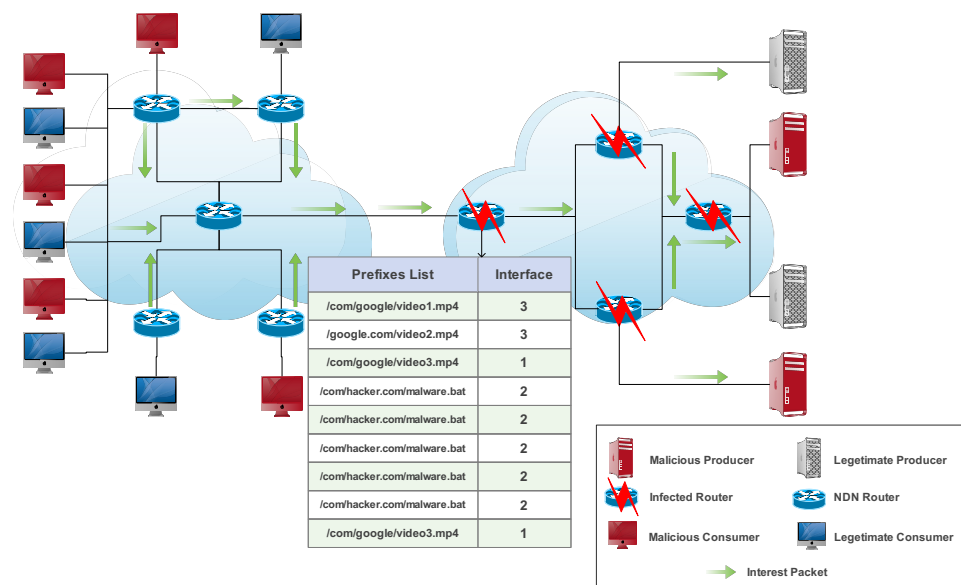 Prefixes List Interface
/com/google/video1.mp4 3
/google.com/video2.mp4 3
/com/google/video3.mp4 1
/com/hacker.com/malware.bat 2
/com/hacker.com/malware.bat 2
/com/hacker.com/malware.bat 2
/com/hacker.com/malware.bat 2
/com/hacker.com/malware.bat 2
/com/google/video3.mp4 1
Malicious Producer Legetimate Producer
Infected Router NDN Router
Malicious Consumer Legetimate Consumer
Interest Packet